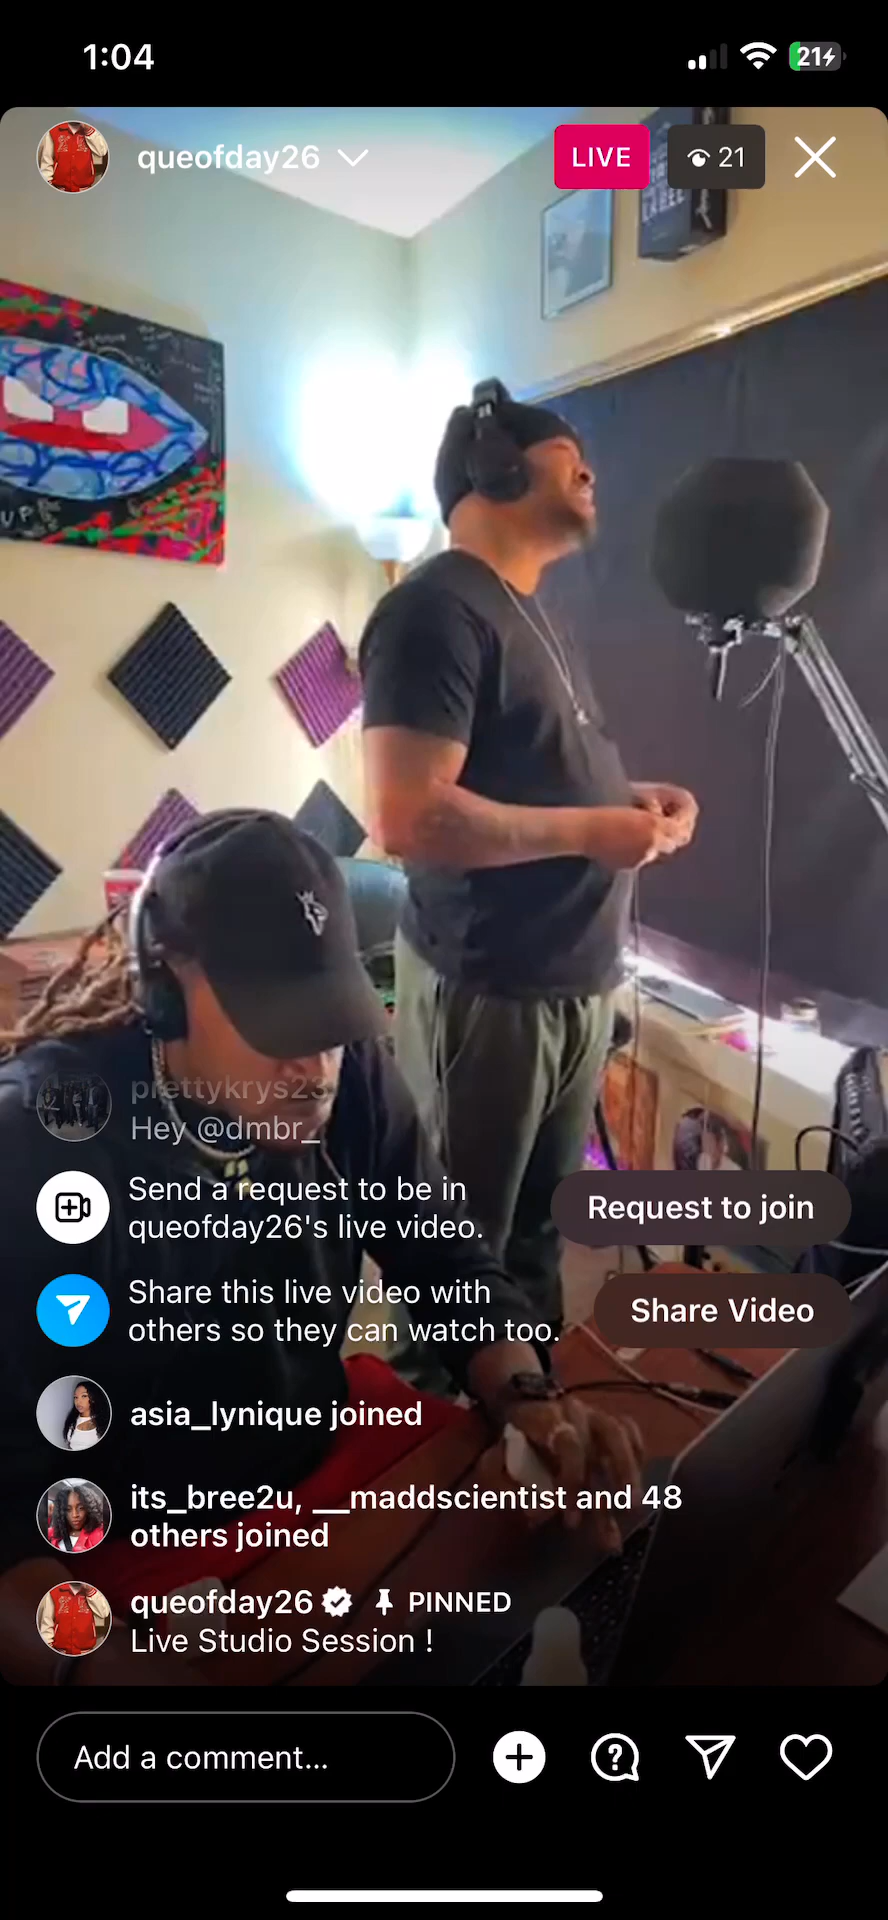 1:04
21
queofday26
LIVE
21
UP
prettykrys23
Hey @dmbr_
Send a request to be in
queofday26's live video.
Request to join
Share this live video with
others so they can watch too.
Share Video
asia_lynique joined
its_bree2u, __maddscientist and 48
others joined
queofday26 PINNED
Live Studio Session !
Add a comment...